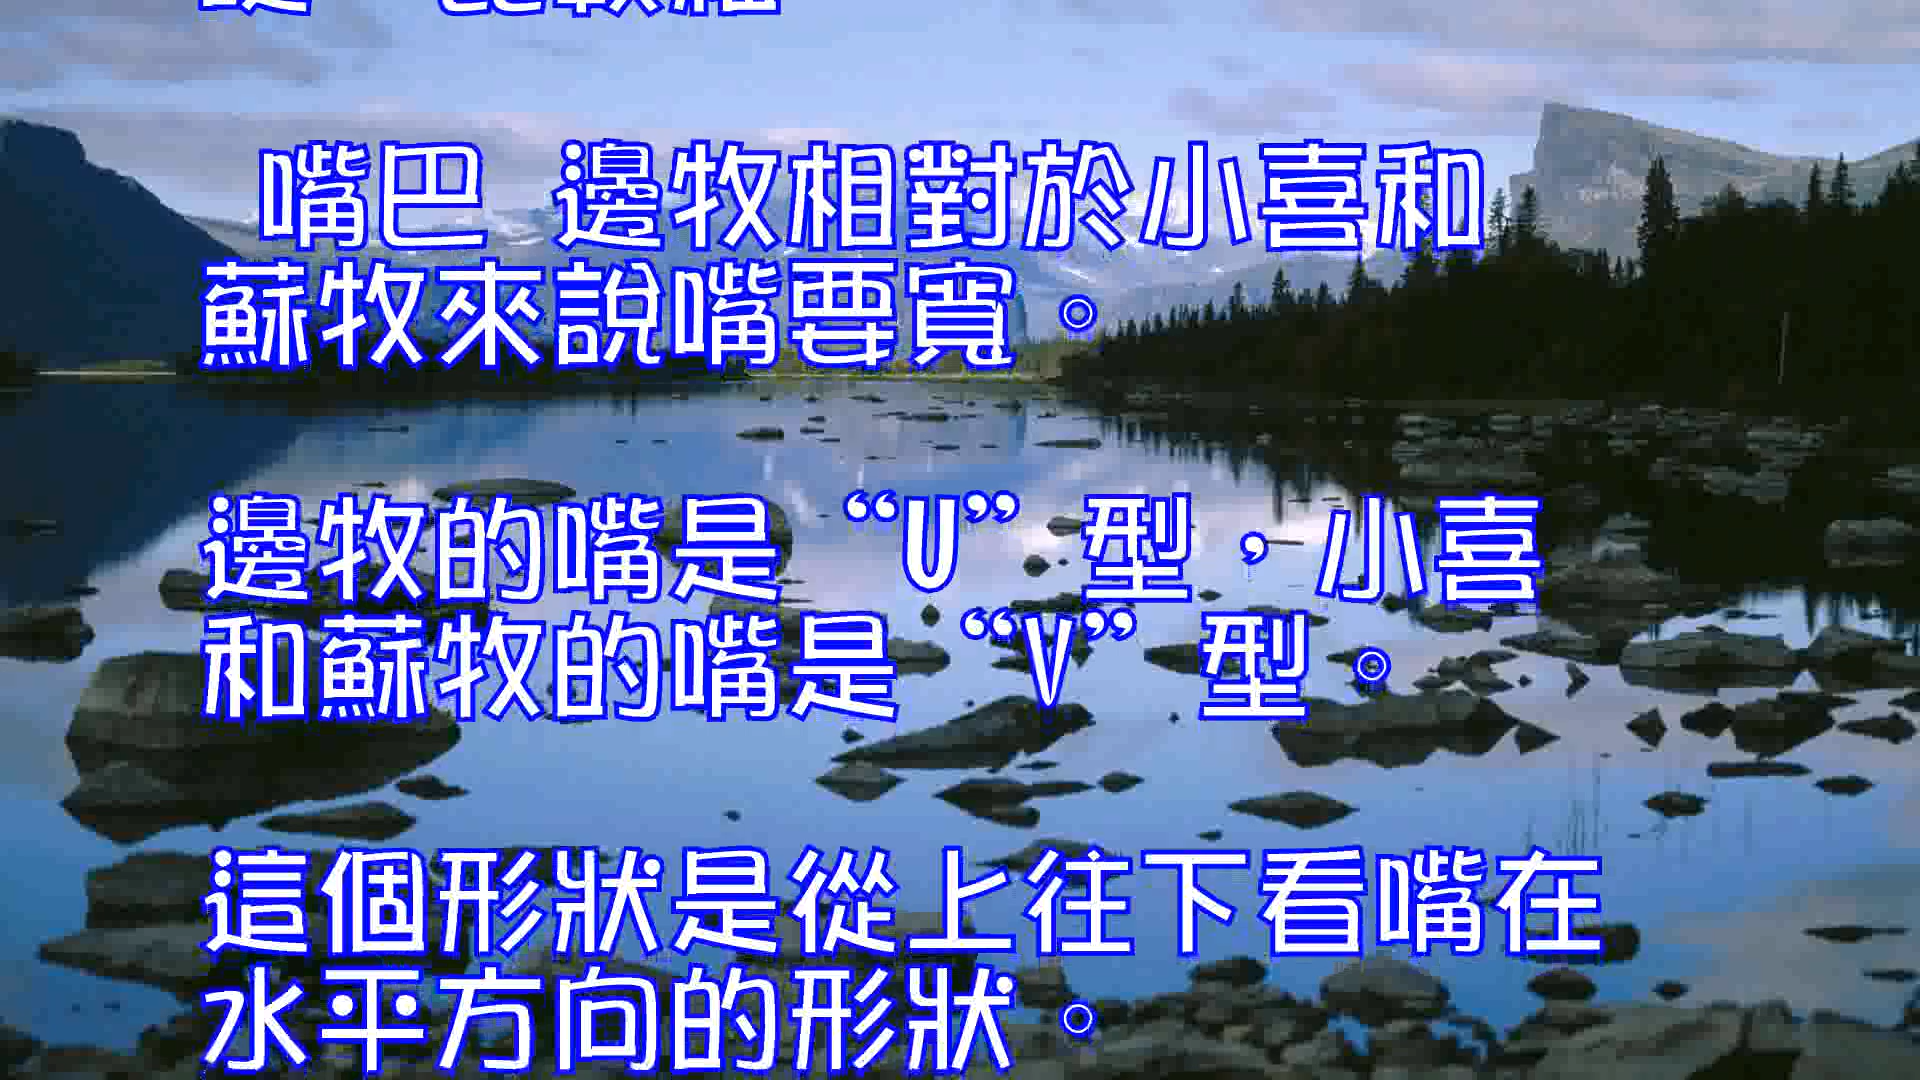 嘴巴 邊牧相對於小喜和
蘇牧來說嘴要寬。
邊牧的嘴是“U”型，小喜
和蘇牧的嘴是“V”型。
這個形狀是從上往下看嘴在
水平方向的形狀。